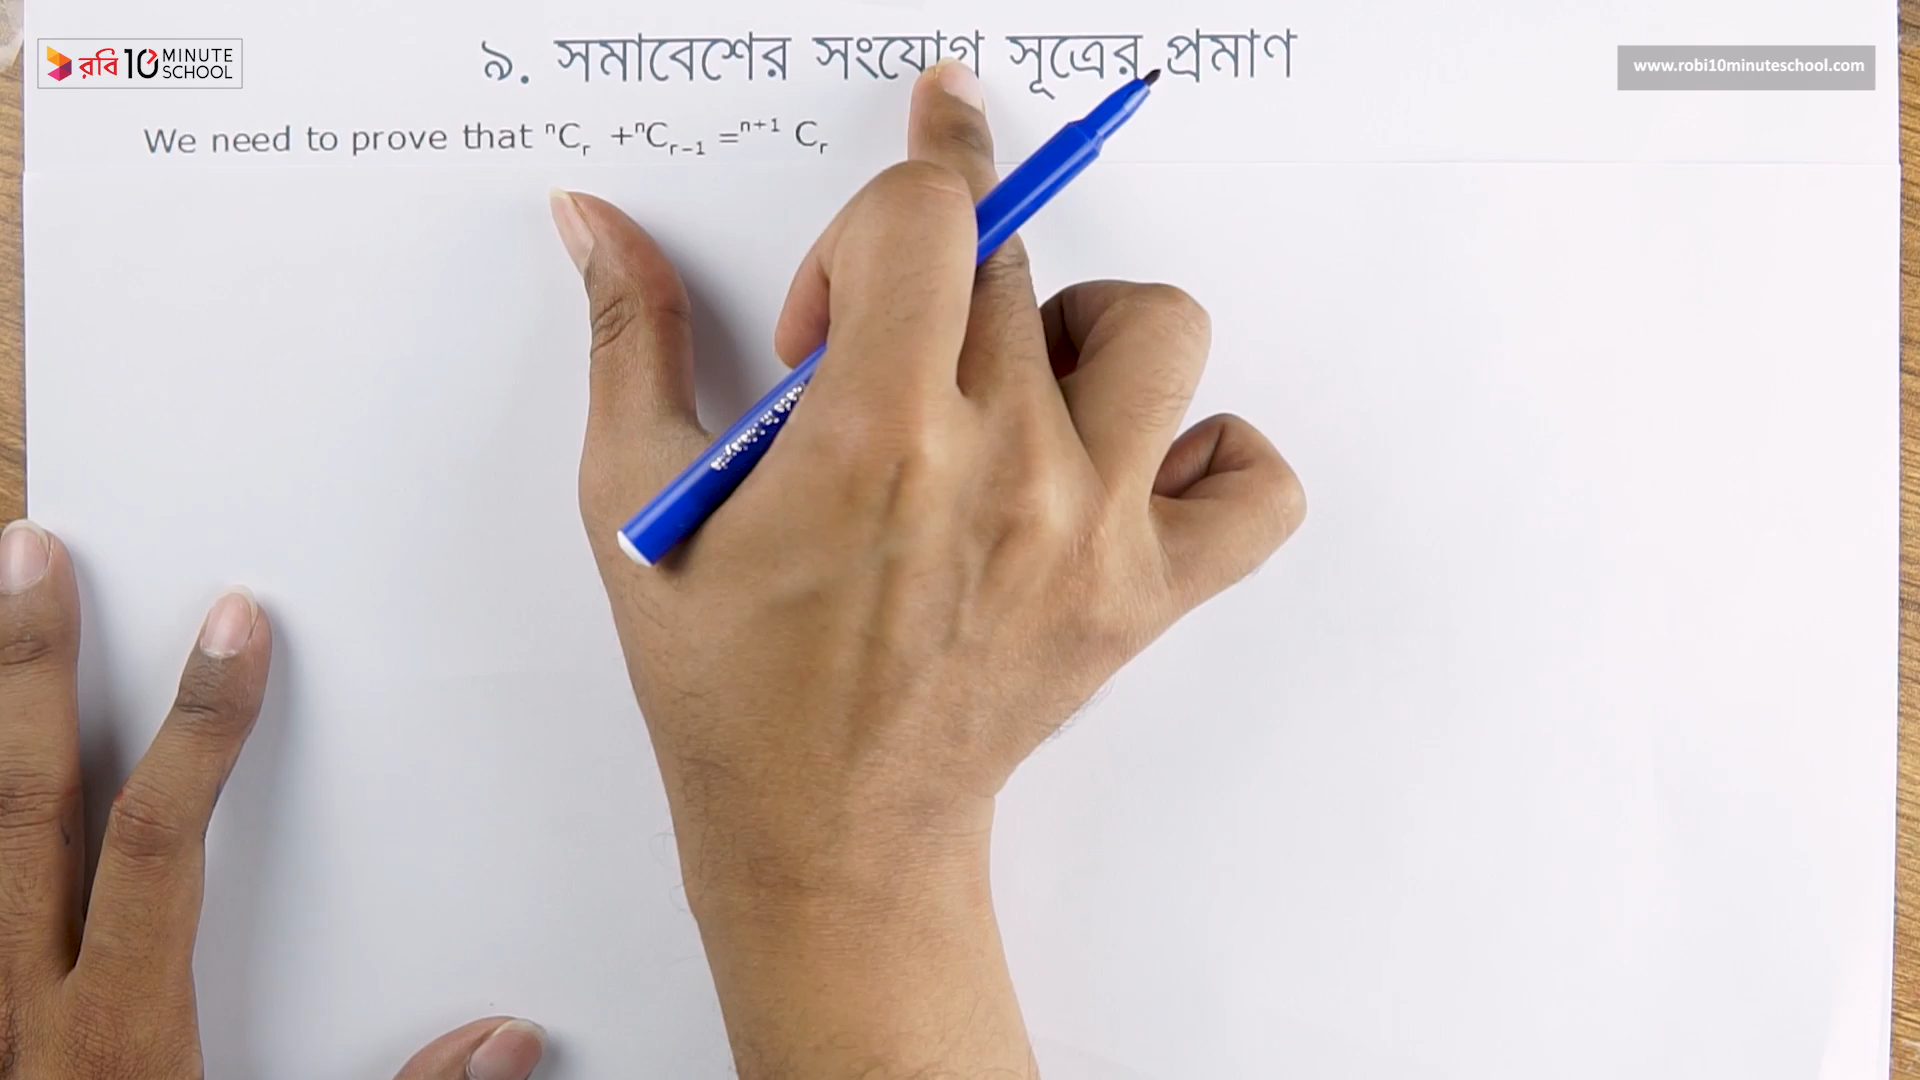 রবি 10 MINUTE SCHOOL
৯. সমাবেশের সংযোগ সূত্রের প্রমাণ
www.robi10minuteschool.com
We need to prove that ⁿCᵣ +ⁿCᵣ₋₁ =ⁿ⁺¹ Cᵣ